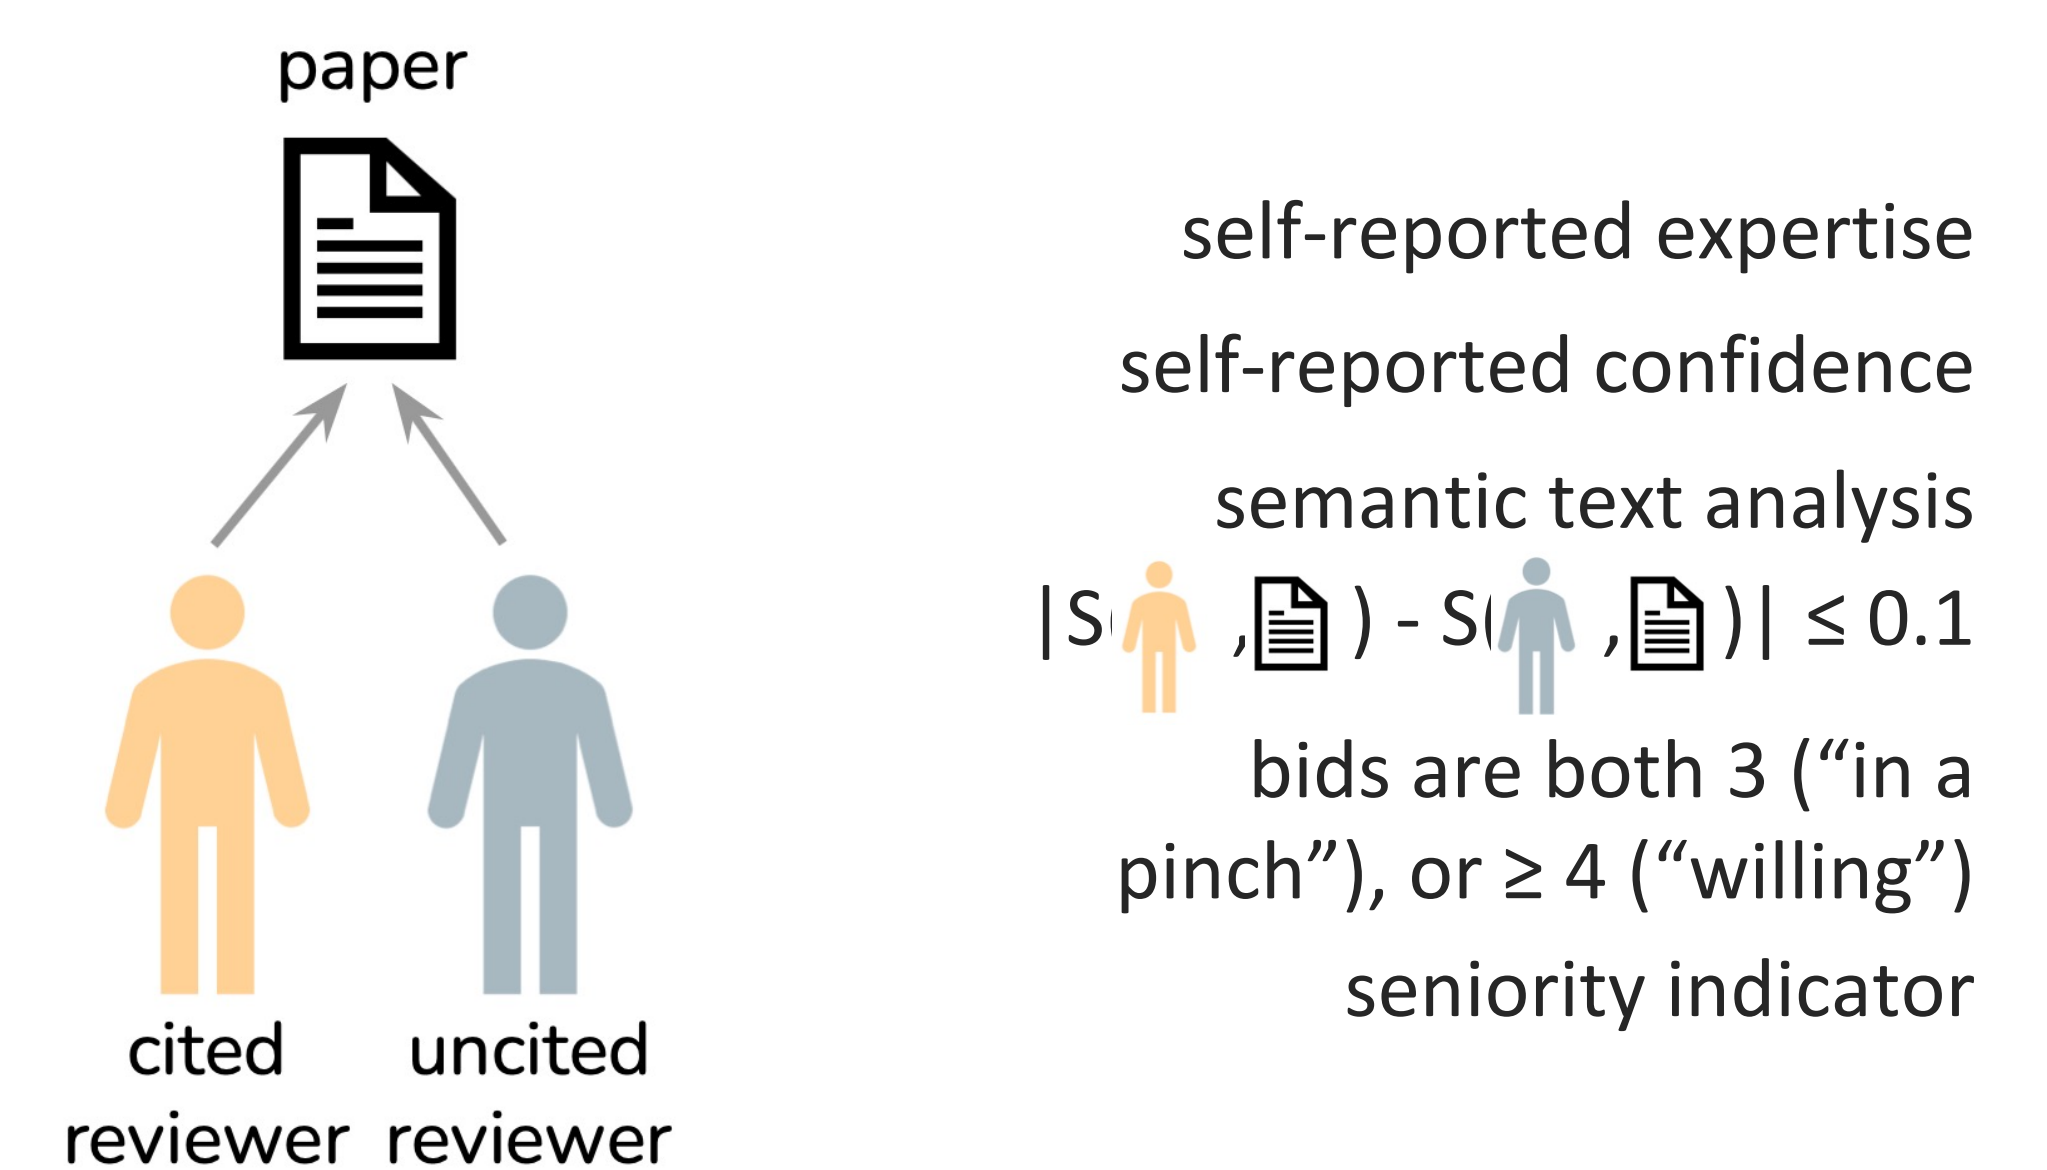 paper
cited
reviewer
uncited
reviewer
self-reported expertise
self-reported confidence
semantic text analysis
|S( , ) - S( , )| ≤ 0.1
bids are both 3 (“in a
pinch”), or ≥ 4 (“willing”)
seniority indicator